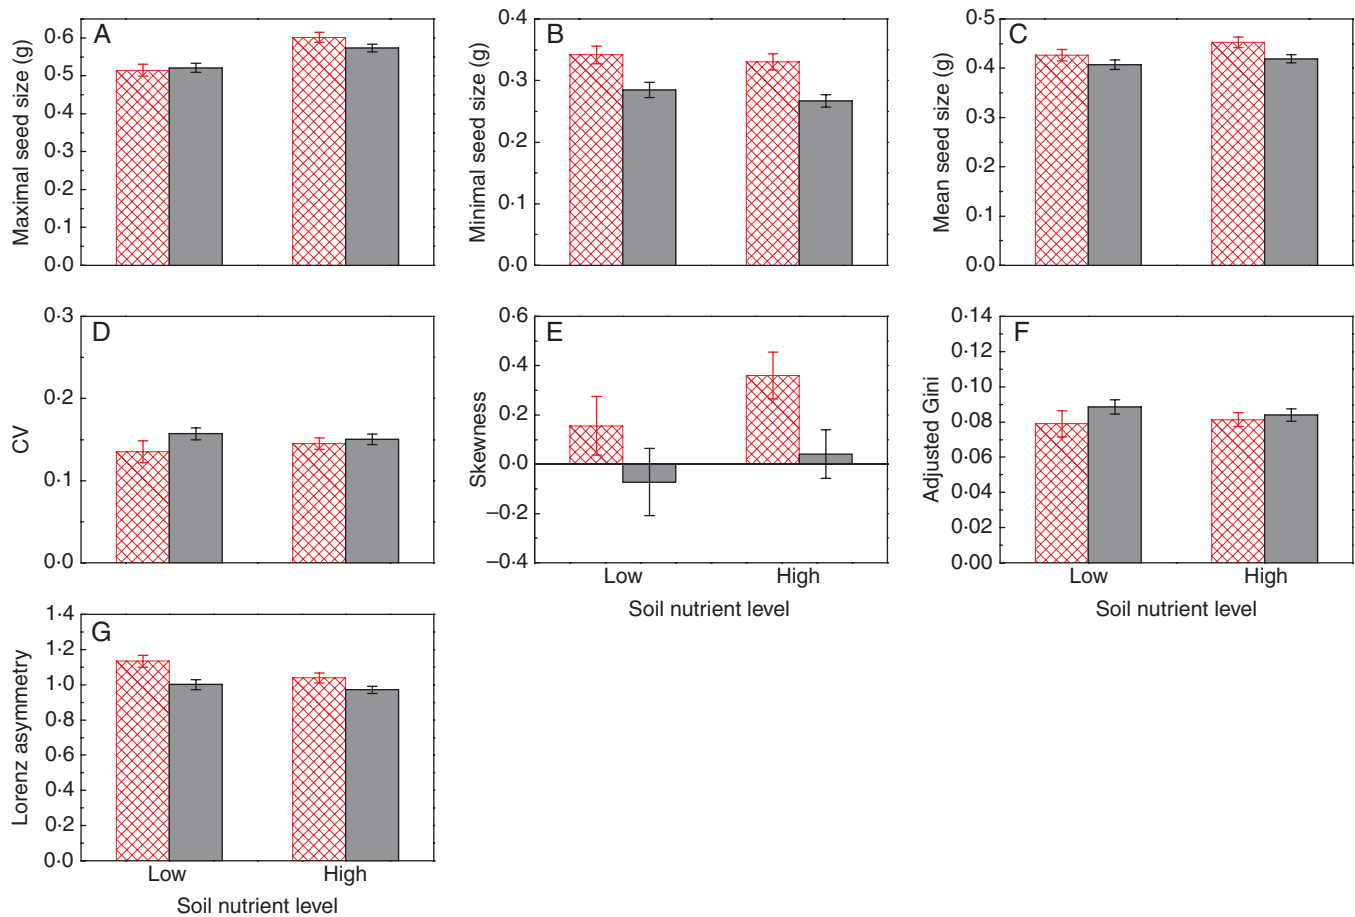 A
Maximal seed size (g)
0·6
0·5
0·4
0·3
0·2
0·1
0·0
B
Minimal seed size (g)
0·4
0·3
0·2
0·1
0·0
C
Mean seed size (g)
0·5
0·4
0·3
0·2
0·1
0·0
D
CV
0·3
0·2
0·1
0·0
E
Skewness
0·6
0·4
0·2
0·0
−0·2
−0·4
Low High
Soil nutrient level
F
Adjusted Gini
0·14
0·12
0·10
0·08
0·06
0·04
0·02
0·00
Low High
Soil nutrient level
G
Lorenz asymmetry
1·4
1·2
1·0
0·8
0·6
0·4
0·2
0·0
Low High
Soil nutrient level